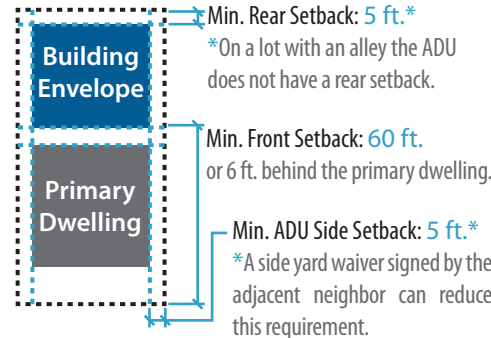 Min. Rear Setback: 5 ft.*
*On a lot with an alley the ADU
does not have a rear setback.
Building
Envelope
Min. Front Setback: 60 ft.
or 6 ft. behind the primary dwelling.
Primary
Dwelling
Min. ADU Side Setback: 5 ft.*
*A side yard waiver signed by the
adjacent neighbor can reduce
this requirement.